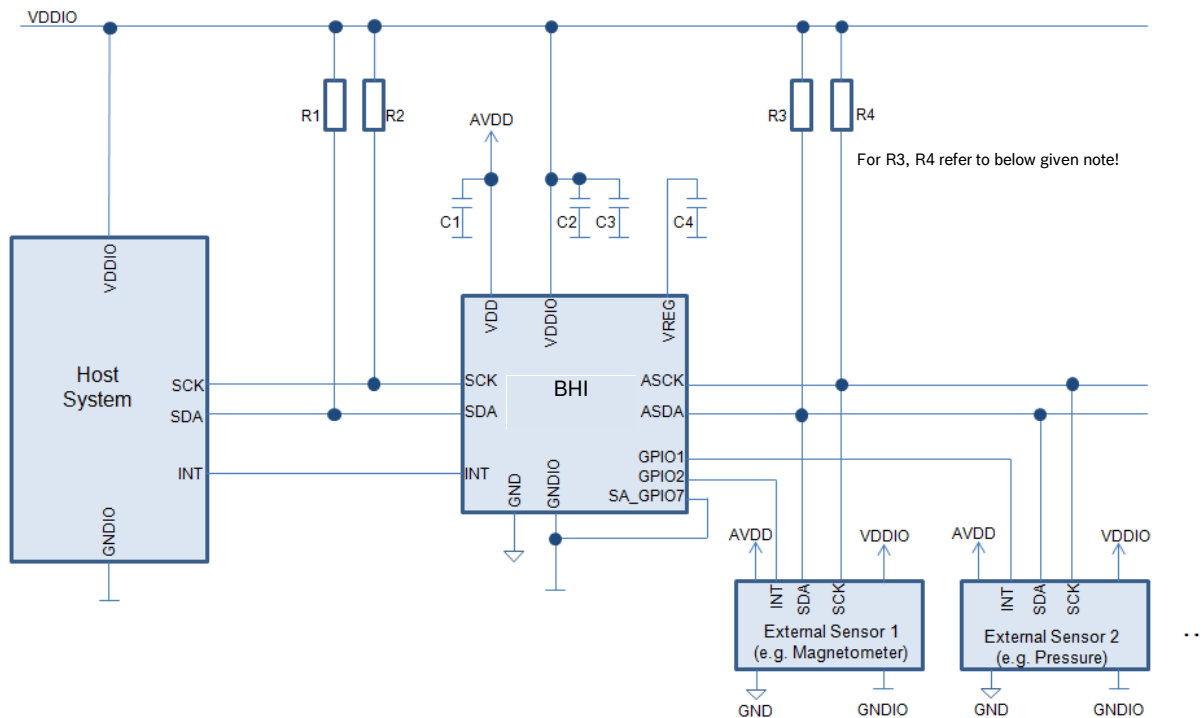 VDDIO
R1
R2
R3
R4
AVDD
For R3, R4 refer to below given note!
C1
C2
C3
C4
VDDIO
VDD
VDDIO
VREG
Host
System
SCK
SDA
INT
GNDIO
SCK
SDA
INT
BHI
ASCK
ASDA
GPIO1
GPIO2
SA_GPIO7
GND
GNDIO
AVDD
VDDIO
AVDD
VDDIO
INT
SDA
SCK
INT
SDA
SCK
External Sensor 1
(e.g. Magnetometer)
External Sensor 2
(e.g. Pressure)
..
GND
GNDIO
GND
GNDIO